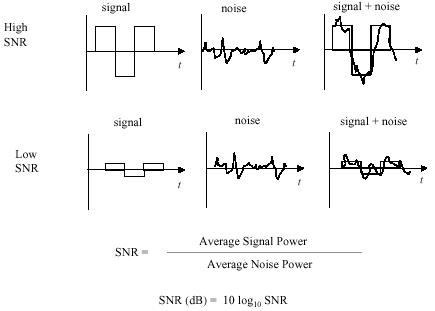 signal noise signal + noise
High
SNR
t t t
signal noise signal + noise
Low
SNR
t t t
SNR = Average Signal Power
Average Noise Power
SNR (dB) = 10 log₁₀ SNR